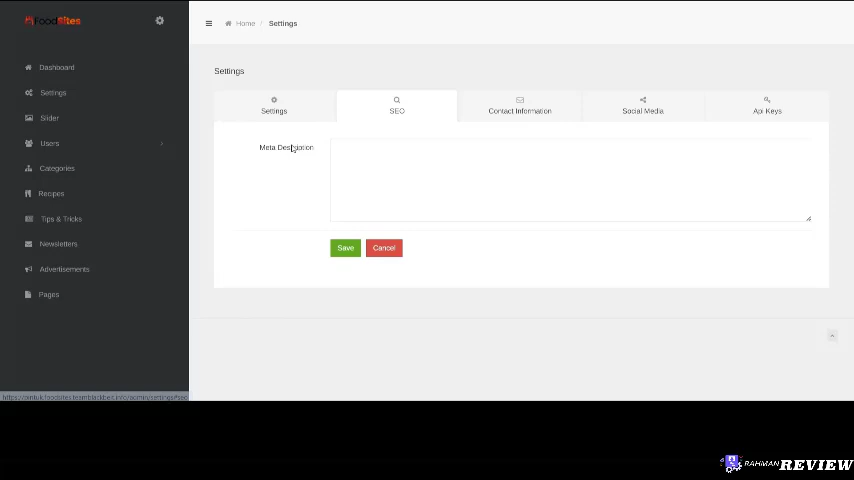 FoodSites
Home / Settings
Dashboard
Settings
Slider
Users
Categories
Recipes
Tips & Tricks
Newsletters
Advertisements
Pages
Settings
Settings
SEO
Contact Information
Social Media
Api Keys
Meta Description
Save
Cancel
RAHMAN REVIEW